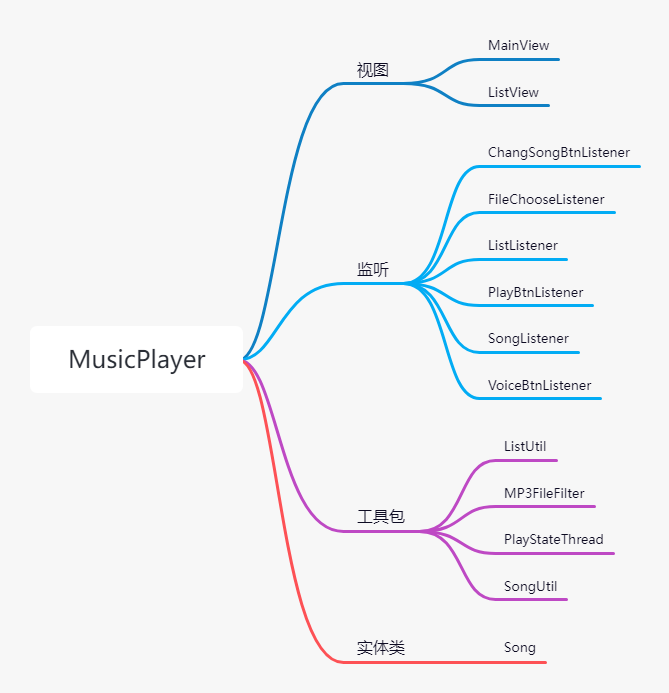 MusicPlayer
视图
MainView
ListView
监听
ChangSongBtnListener
FileChooseListener
ListListener
PlayBtnListener
SongListener
VoiceBtnListener
工具包
ListUtil
MP3FileFilter
PlayStateThread
SongUtil
实体类
Song